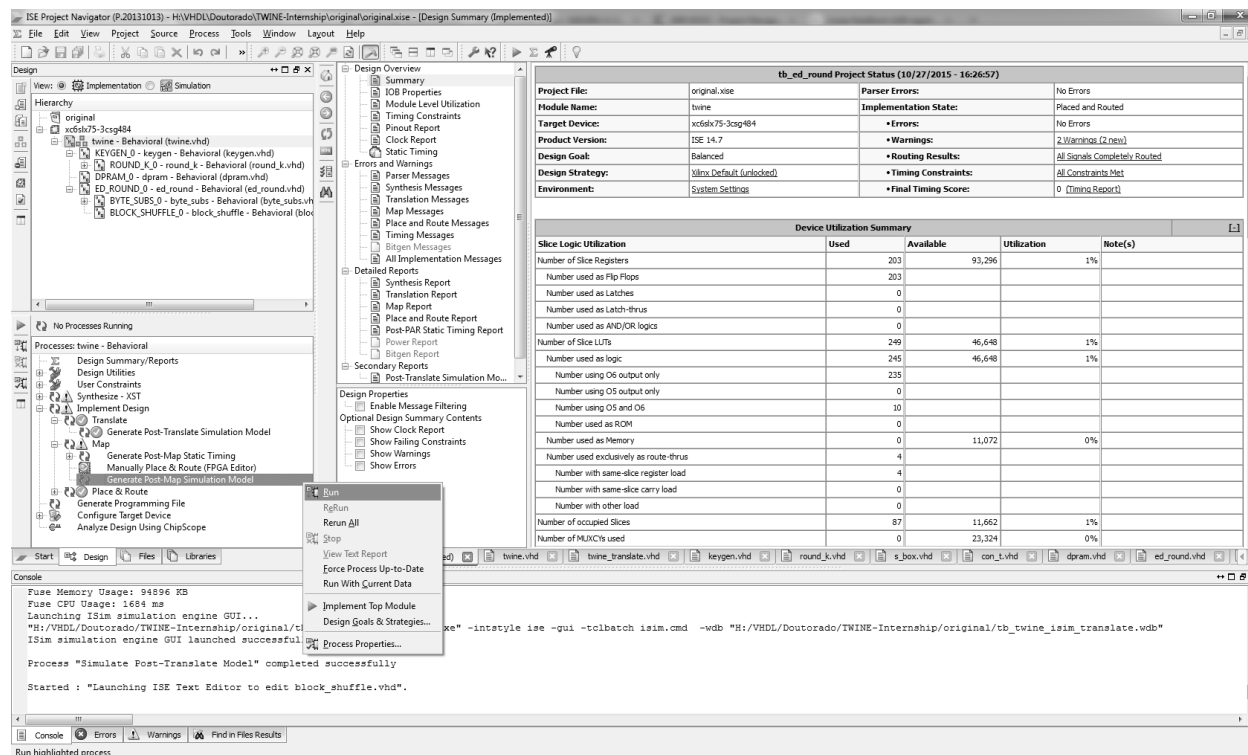 ISE Project Navigator (P.20131013) - H:\VHDL\Doutorado\TWINE-Internship\original\original.xise - [Design Summary (Implemented)]
File Edit View Project Source Process Tools Window Layout Help
Design
View: Implementation Simulation
Hierarchy
original
xc6slx75-3csg484
twine - Behavioral (twine.vhd)
KEYGEN_0 - keygen - Behavioral (keygen.vhd)
ROUND_K_0 - round_k - Behavioral (round_k.vhd)
DPRAM_0 - dpram - Behavioral (dpram.vhd)
ED_ROUND_0 - ed_round - Behavioral (ed_round.vhd)
BYTE_SUBS_0 - byte_subs - Behavioral (byte_subs.vh
BLOCK_SHUFFLE_0 - block_shuffle - Behavioral (bloc
No Processes Running
Processes: twine - Behavioral
Design Summary/Reports
Design Utilities
User Constraints
Synthesize - XST
Implement Design
Translate
Generate Post-Translate Simulation Model
Map
Generate Post-Map Static Timing
Manually Place & Route (FPGA Editor)
Generate Post-Map Simulation Model
Place & Route
Generate Programming File
Configure Target Device
Analyze Design Using ChipScope
Start Design Files Libraries
Run
ReRun
Rerun All
Stop
View Text Report
Force Process Up-to-Date
Run With Current Data
Implement Top Module
Design Goals & Strategies...
Process Properties...
Design Overview
Summary
IOB Properties
Module Level Utilization
Timing Constraints
Pinout Report
Clock Report
Static Timing
Errors and Warnings
Parser Messages
Synthesis Messages
Translation Messages
Map Messages
Place and Route Messages
Timing Messages
Bitgen Messages
All Implementation Messages
Detailed Reports
Synthesis Report
Translation Report
Map Report
Place and Route Report
Post-PAR Static Timing Report
Power Report
Bitgen Report
Secondary Reports
Post-Translate Simulation Mo...
Design Properties
Enable Message Filtering
Optional Design Summary Contents
Show Clock Report
Show Failing Constraints
Show Warnings
Show Errors
tb_ed_round Project Status (10/27/2015 - 16:26:57)
Project File: original.xise Parser Errors: No Errors
Module Name: twine Implementation State: Placed and Routed
Target Device: xc6slx75-3csg484 •Errors: No Errors
Product Version: ISE 14.7 •Warnings: 2 Warnings (2 new)
Design Goal: Balanced •Routing Results: All Signals Completely Routed
Design Strategy: Xilinx Default (unlocked) •Timing Constraints: All Constraints Met
Environment: System Settings •Final Timing Score: 0 (Timing Report)
Device Utilization Summary [-]
Slice Logic Utilization Used Available Utilization Note(s)
Number of Slice Registers 203 93,296 1%
Number used as Flip Flops 203
Number used as Latches 0
Number used as Latch-thrus 0
Number used as AND/OR logics 0
Number of Slice LUTs 249 46,648 1%
Number used as logic 245 46,648 1%
Number using O6 output only 235
Number using O5 output only 0
Number using O5 and O6 10
Number used as ROM 0
Number used as Memory 0 11,072 0%
Number used exclusively as route-thrus 4
Number with same-slice register load 4
Number with same-slice carry load 0
Number with other load 0
Number of occupied Slices 87 11,662 1%
Number of MUXCYs used 0 23,324 0%
ed) twine.vhd twine_translate.vhd keygen.vhd round_k.vhd s_box.vhd con_t.vhd dpram.vhd ed_round.vhd
Console
Fuse Memory Usage: 94896 KB
Fuse CPU Usage: 1684 ms
Launching ISim simulation engine GUI...
"H:/VHDL/Doutorado/TWINE-Internship/original/t xe" -intstyle ise -gui -tclbatch isim.cmd -wdb "H:/VHDL/Doutorado/TWINE-Internship/original/tb_twine_isim_translate.wdb"
ISim simulation engine GUI launched successful
Process "Simulate Post-Translate Model" completed successfully
Started : "Launching ISE Text Editor to edit block_shuffle.vhd".
Console Errors Warnings Find in Files Results
Run highlighted process